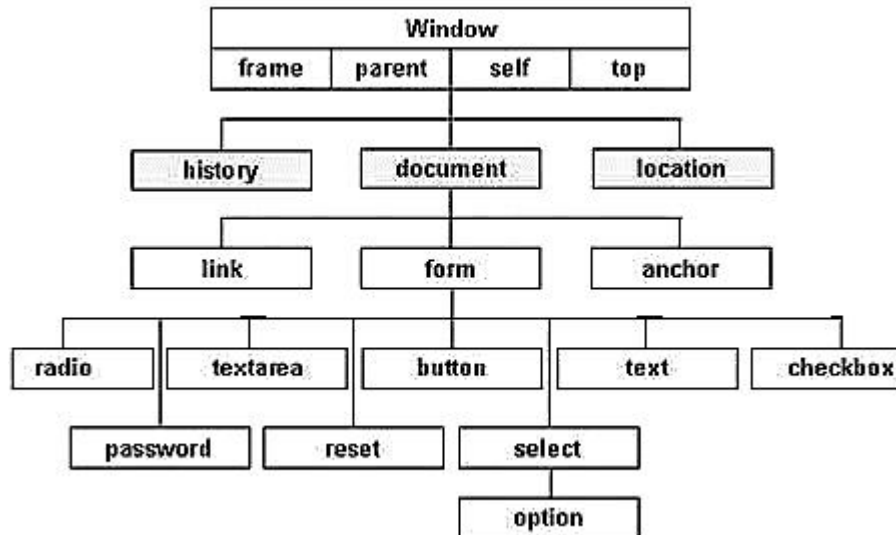 Window
frame parent self top
history document location
link form anchor
radio textarea button text checkbox
password reset select
option